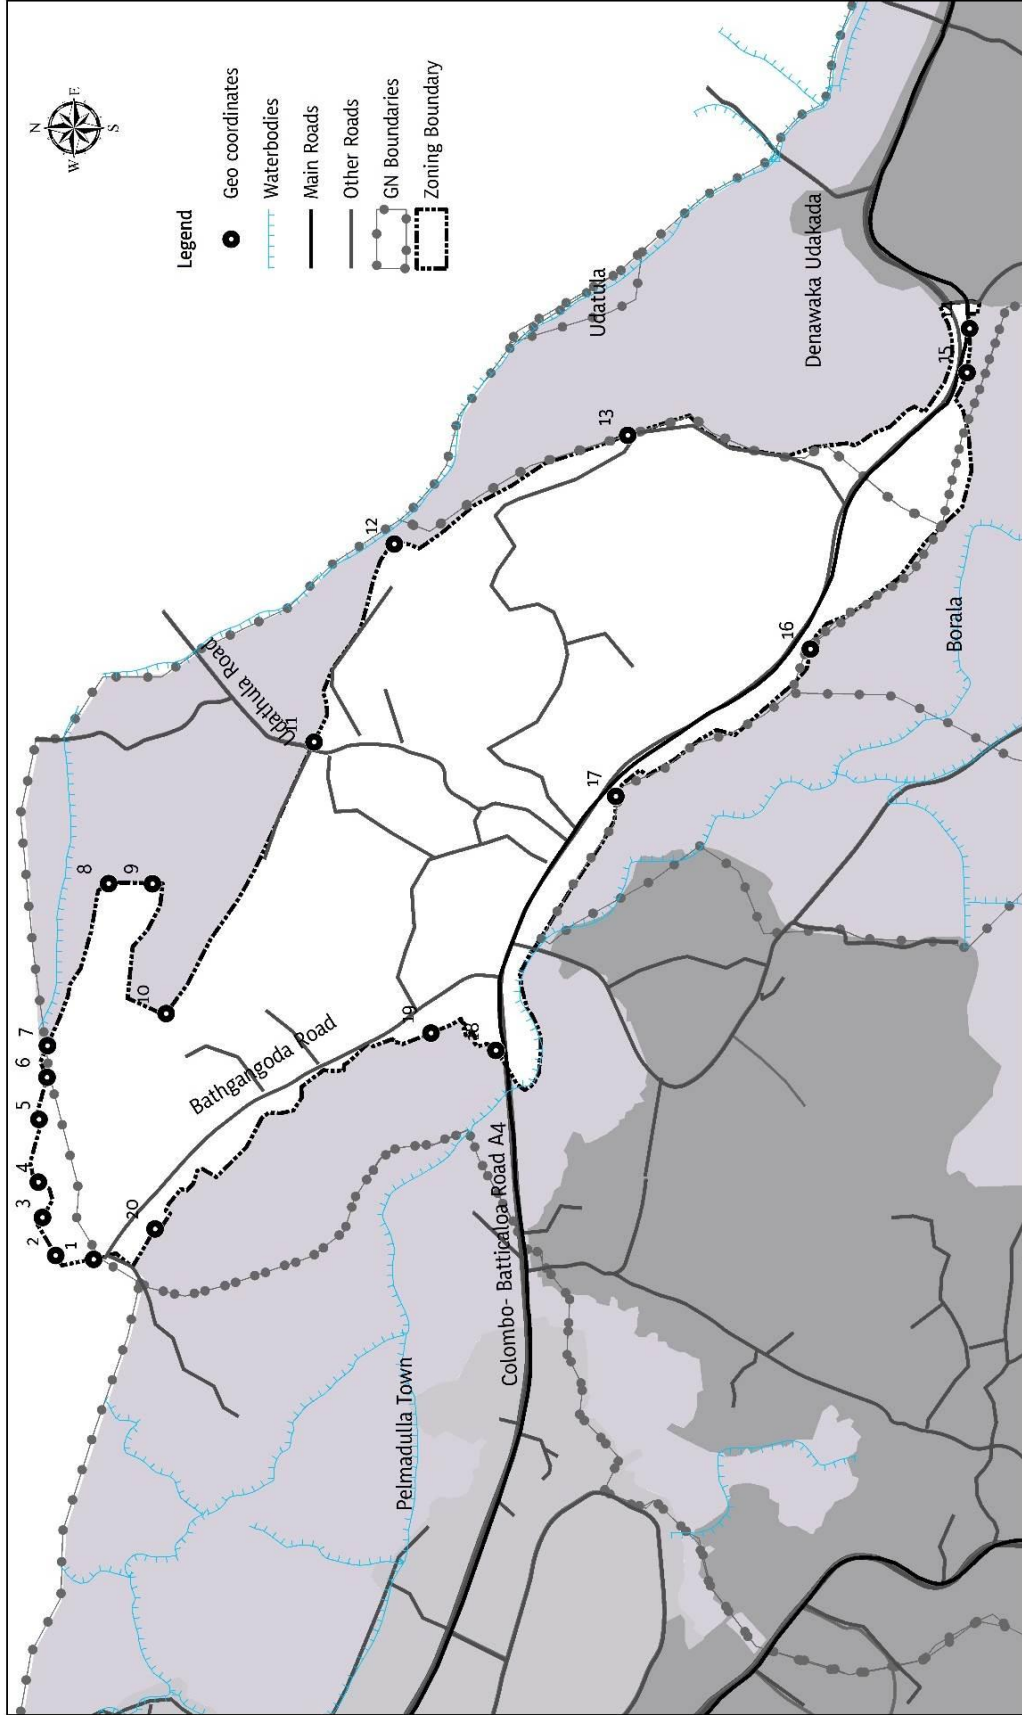 N
E
S
W
Legend
Geo coordinates
Waterbodies
Main Roads
Other Roads
GN Boundaries
Zoning Boundary
1
2
3
4
5
6
7
8
9
10
11
12
13
14
15
16
17
18
19
20
Udathula Road
Bathgangoda Road
Udatula
Denawaka Udakada
Borala
Pelmadulla Town
Colombo- Batticaloa Road A4